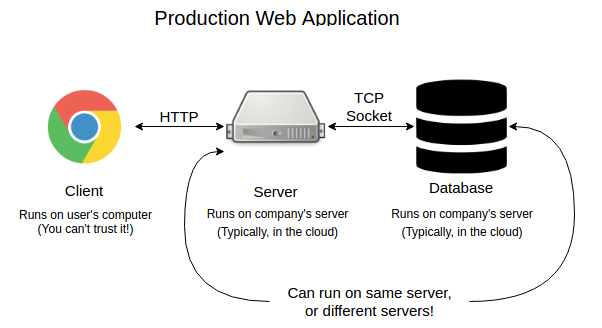 Production Web Application
HTTP
TCP
Socket
Client
Runs on user's computer
(You can't trust it!)
Server
Runs on company's server
(Typically, in the cloud)
Database
Runs on company's server
(Typically, in the cloud)
Can run on same server,
or different servers!